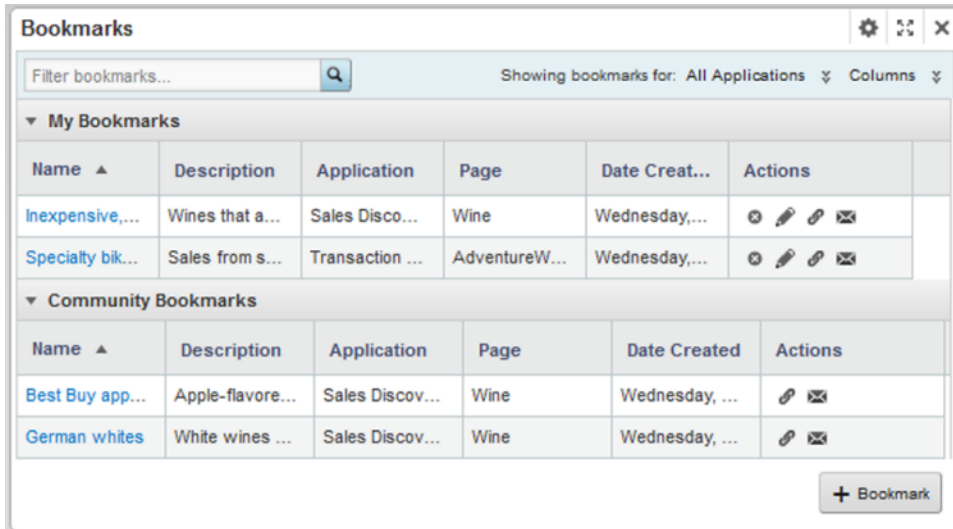 Bookmarks
Filter bookmarks... Showing bookmarks for: All Applications Columns
My Bookmarks
Name Description Application Page Date Creat... Actions
Inexpensive,... Wines that a... Sales Disco... Wine Wednesday,...
Specialty bik... Sales from s... Transaction ... AdventureW... Wednesday,...
Community Bookmarks
Name Description Application Page Date Created Actions
Best Buy app... Apple-flavore... Sales Discov... Wine Wednesday, ...
German whites White wines ... Sales Discov... Wine Wednesday, ...
+ Bookmark